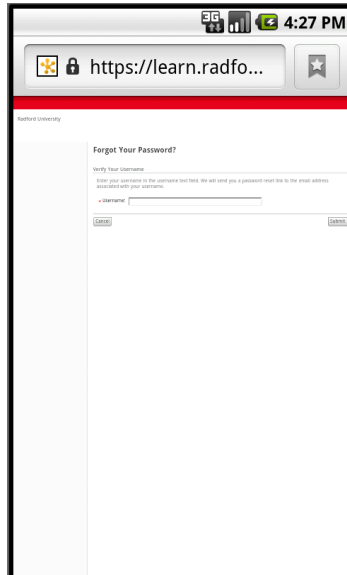 3G 4:27 PM
https://learn.radfo...
Radford University
Forgot Your Password?
Verify Your Username
Enter your username in the username text field. We will send you a password reset link to the email address
associated with your username.
Username:
Cancel Submit